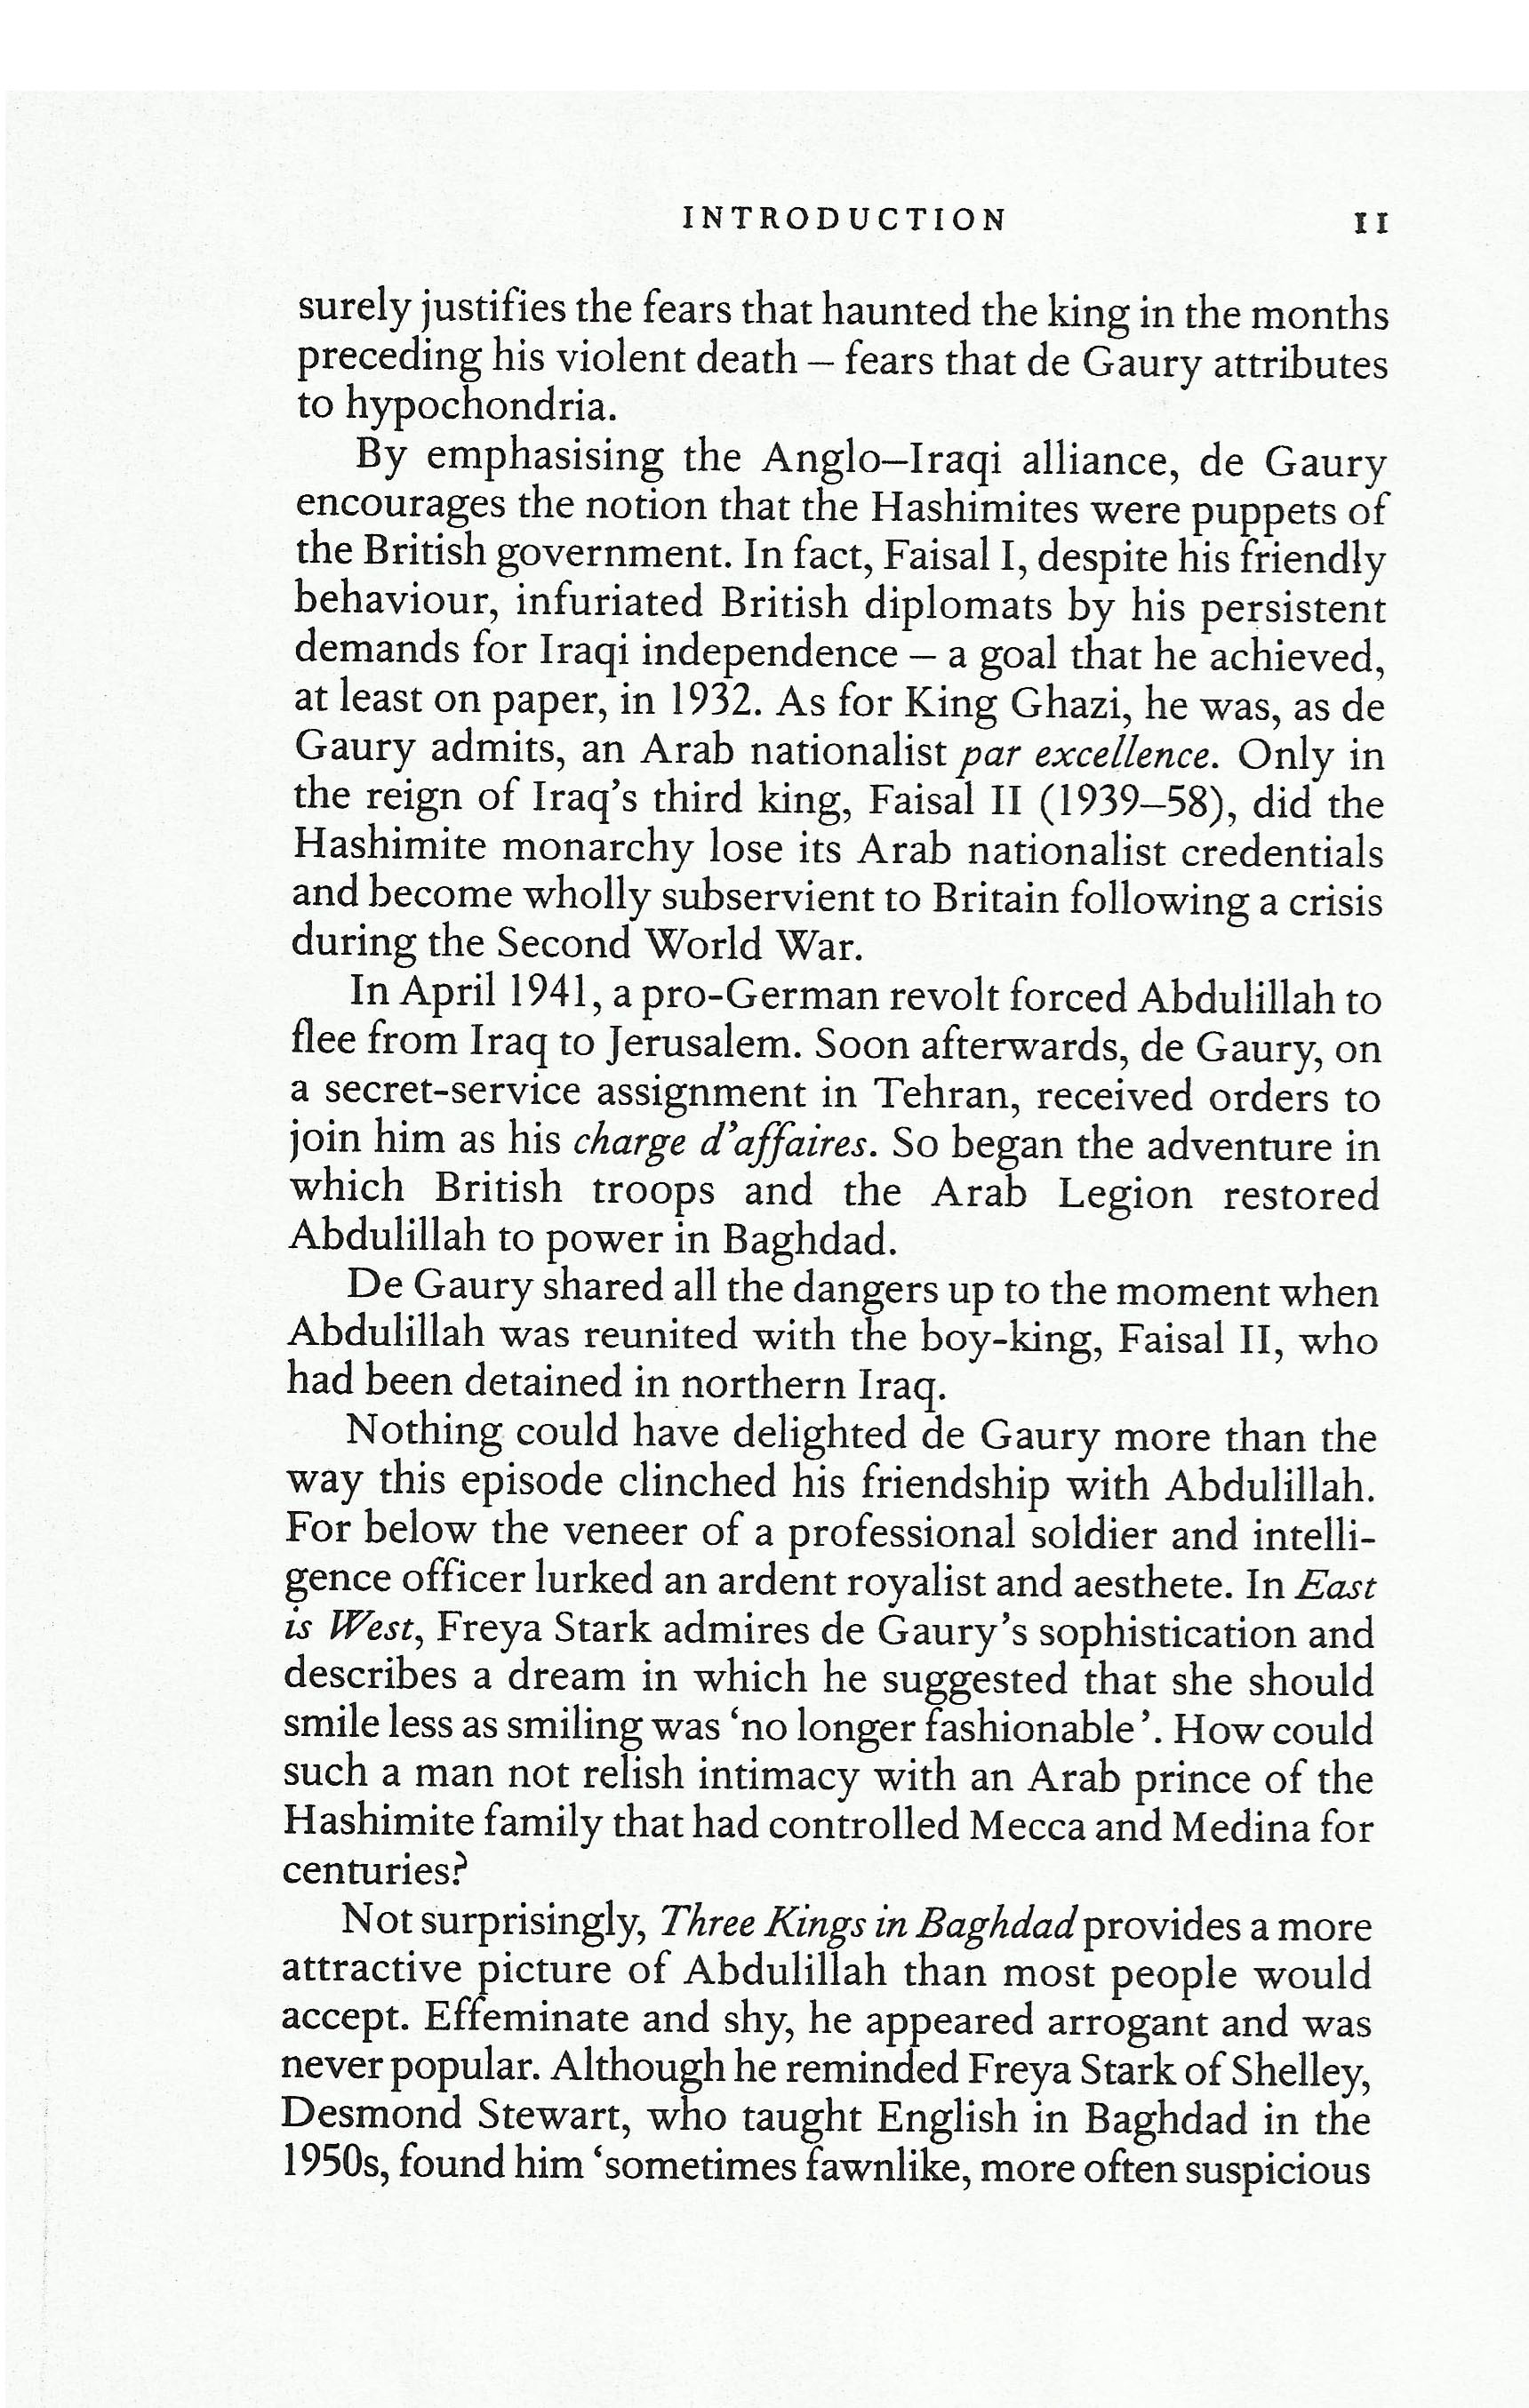 INTRODUCTION 11
surely justifies the fears that haunted the king in the months
preceding his violent death – fears that de Gaury attributes
to hypochondria.
By emphasising the Anglo–Iraqi alliance, de Gaury
encourages the notion that the Hashimites were puppets of
the British government. In fact, Faisal I, despite his friendly
behaviour, infuriated British diplomats by his persistent
demands for Iraqi independence – a goal that he achieved,
at least on paper, in 1932. As for King Ghazi, he was, as de
Gaury admits, an Arab nationalist par excellence. Only in
the reign of Iraq's third king, Faisal II (1939–58), did the
Hashimite monarchy lose its Arab nationalist credentials
and become wholly subservient to Britain following a crisis
during the Second World War.
In April 1941, a pro-German revolt forced Abdulillah to
flee from Iraq to Jerusalem. Soon afterwards, de Gaury, on
a secret-service assignment in Tehran, received orders to
join him as his charge d'affaires. So began the adventure in
which British troops and the Arab Legion restored
Abdulillah to power in Baghdad.
De Gaury shared all the dangers up to the moment when
Abdulillah was reunited with the boy-king, Faisal II, who
had been detained in northern Iraq.
Nothing could have delighted de Gaury more than the
way this episode clinched his friendship with Abdulillah.
For below the veneer of a professional soldier and intelli-
gence officer lurked an ardent royalist and aesthete. In East
is West, Freya Stark admires de Gaury's sophistication and
describes a dream in which he suggested that she should
smile less as smiling was 'no longer fashionable'. How could
such a man not relish intimacy with an Arab prince of the
Hashimite family that had controlled Mecca and Medina for
centuries?
Not surprisingly, Three Kings in Baghdad provides a more
attractive picture of Abdulillah than most people would
accept. Effeminate and shy, he appeared arrogant and was
never popular. Although he reminded Freya Stark of Shelley,
Desmond Stewart, who taught English in Baghdad in the
1950s, found him 'sometimes fawnlike, more often suspicious